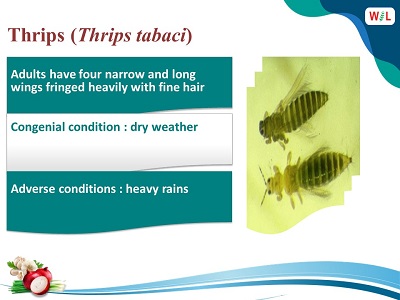 WIL
Thrips (Thrips tabaci)
Adults have four narrow and long
wings fringed heavily with fine hair
Congenial condition : dry weather
Adverse conditions : heavy rains